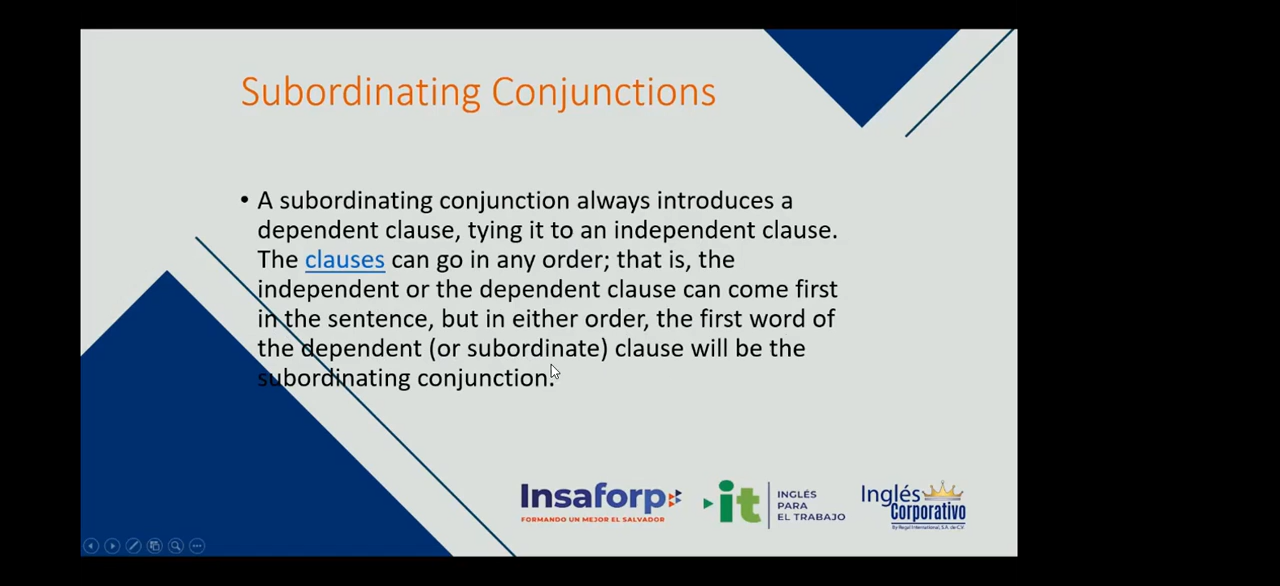 Subordinating Conjunctions
• A subordinating conjunction always introduces a
dependent clause, tying it to an independent clause.
The clauses can go in any order; that is, the
independent or the dependent clause can come first
in the sentence, but in either order, the first word of
the dependent (or subordinate) clause will be the
subordinating conjunction.
Insaforp
FORMANDO UN MEJOR EL SALVADOR
it
INGLÉS
PARA
EL TRABAJO
Inglés
Corporativo
By Regal International, S.A. de C.V.